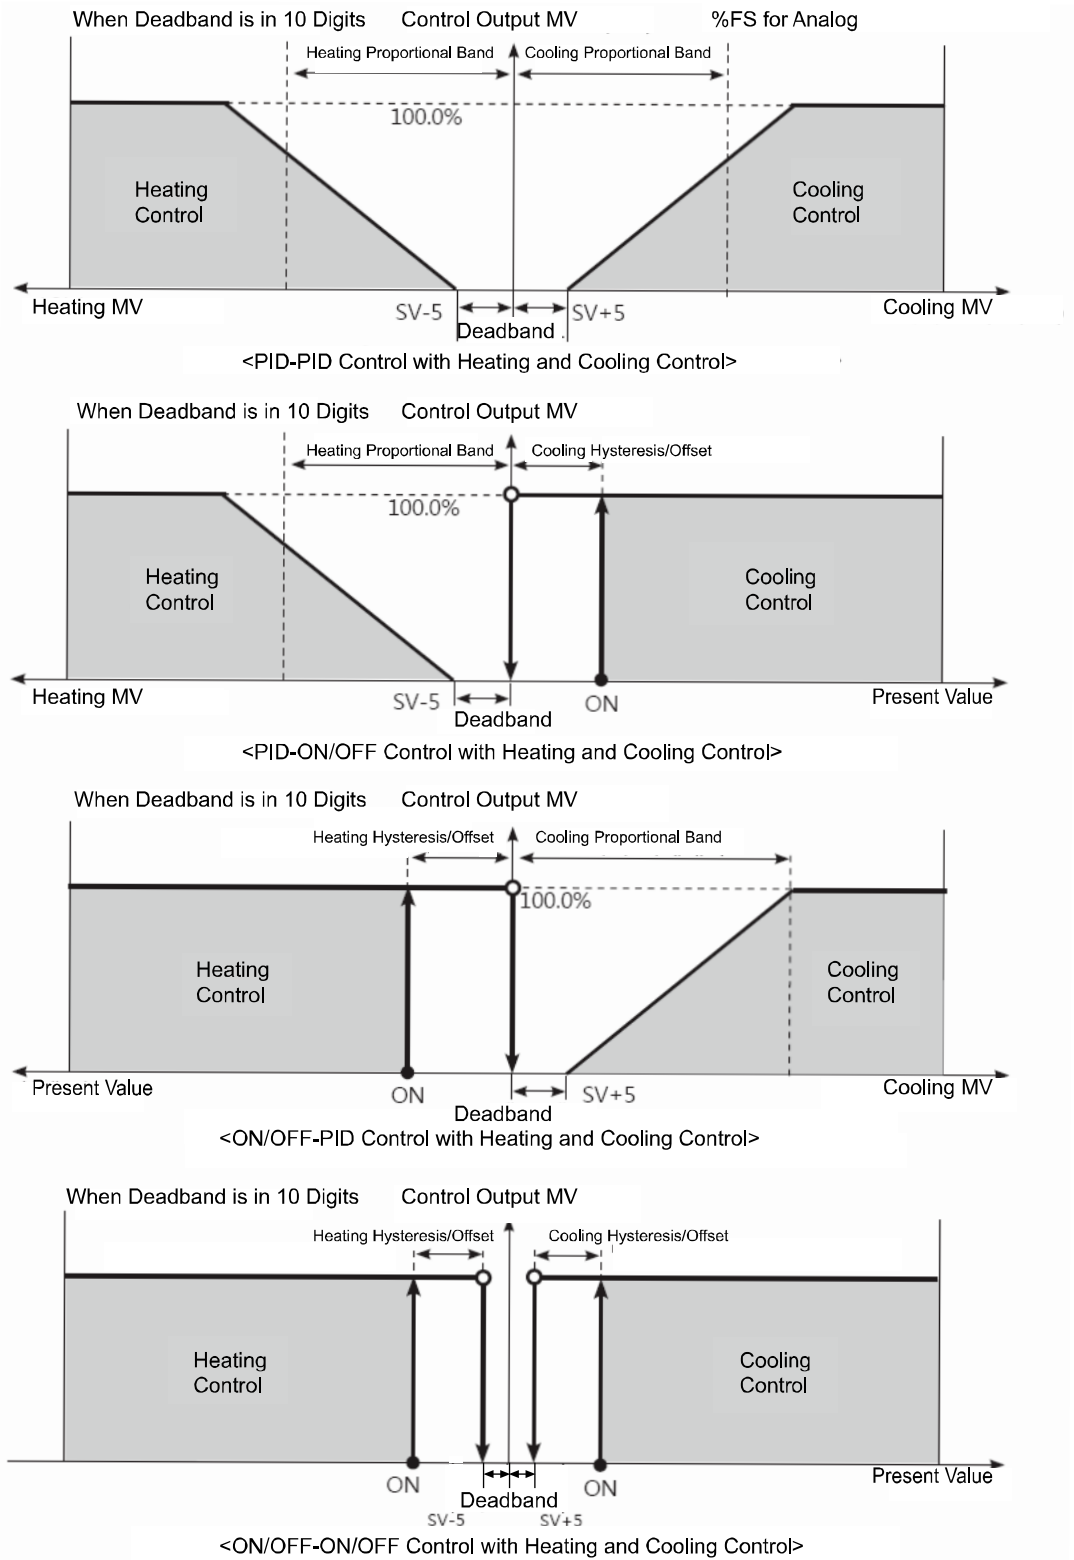 When Deadband is in 10 Digits Control Output MV %FS for Analog
Heating Proportional Band Cooling Proportional Band
100.0%
Heating
Control
Cooling
Control
Heating MV SV-5 SV+5 Cooling MV
Deadband
<PID-PID Control with Heating and Cooling Control>
When Deadband is in 10 Digits Control Output MV
Heating Proportional Band Cooling Hysteresis/Offset
100.0%
Heating
Control
Cooling
Control
Heating MV SV-5 ON Present Value
Deadband
<PID-ON/OFF Control with Heating and Cooling Control>
When Deadband is in 10 Digits Control Output MV
Heating Hysteresis/Offset Cooling Proportional Band
100.0%
Heating
Control
Cooling
Control
Present Value ON SV+5 Cooling MV
Deadband
<ON/OFF-PID Control with Heating and Cooling Control>
When Deadband is in 10 Digits Control Output MV
Heating Hysteresis/Offset Cooling Hysteresis/Offset
Heating
Control
Cooling
Control
ON ON Present Value
Deadband
SV-5 SV+5
<ON/OFF-ON/OFF Control with Heating and Cooling Control>